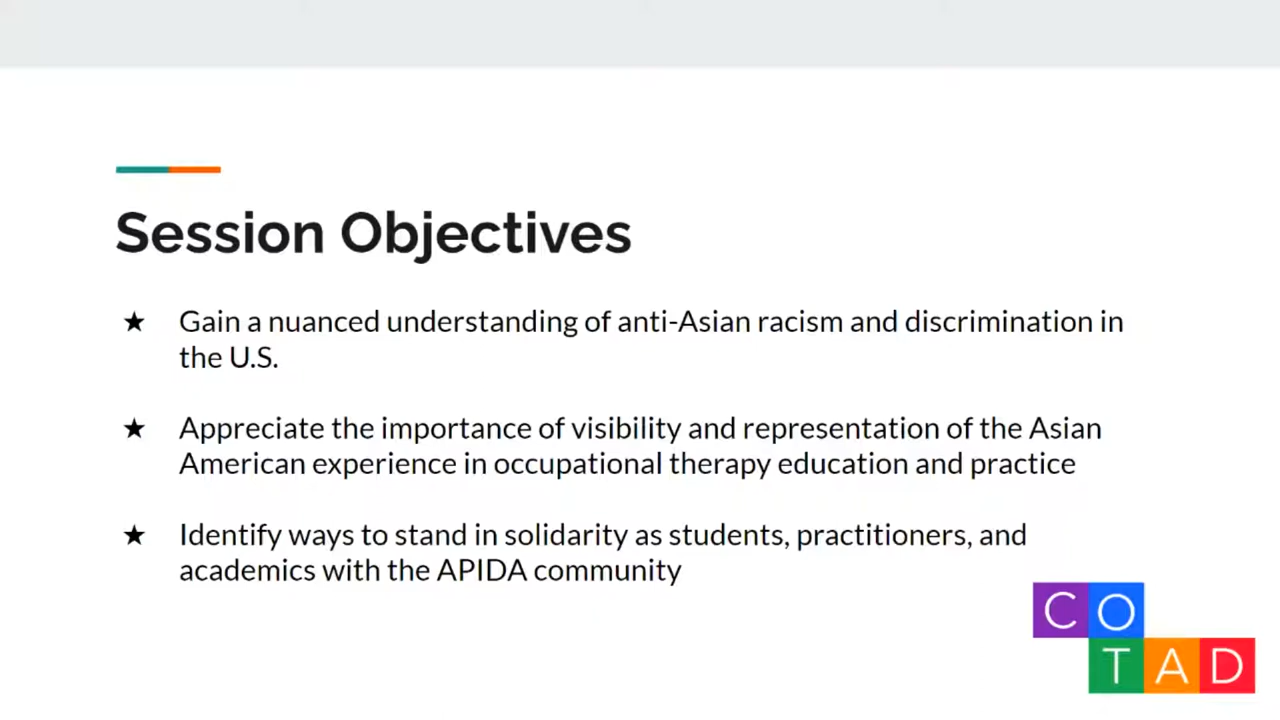 Session Objectives
★ Gain a nuanced understanding of anti-Asian racism and discrimination in
the U.S.
★ Appreciate the importance of visibility and representation of the Asian
American experience in occupational therapy education and practice
★ Identify ways to stand in solidarity as students, practitioners, and
academics with the APIDA community
CO
TAD